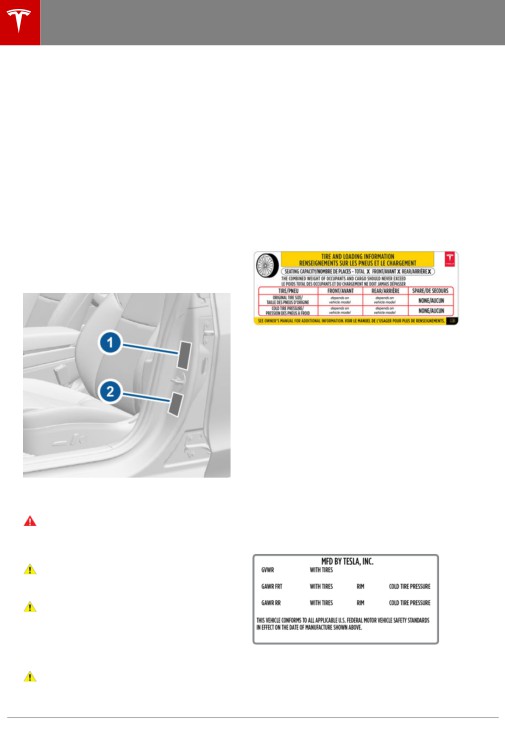 1
2
TIRE AND LOADING INFORMATION
RENSEIGNEMENTS SUR LES PNEUS ET LE CHARGEMENT
SEATING CAPACITY/NOMBRE DE PLACES - TOTAL X FRONT/AVANT X REAR/ARRIÈRE X
THE COMBINED WEIGHT OF OCCUPANTS AND CARGO SHOULD NEVER EXCEED
LE POIDS TOTAL DES OCCUPANTS ET DU CHARGEMENT NE DOIT JAMAIS DÉPASSER
TIRE/PNEU FRONT/AVANT REAR/ARRIÈRE SPARE/DE SECOURS
ORIGINAL TIRE SIZE/ TAILLE DES PNEUS D'ORIGINE depends on vehicle model depends on vehicle model NONE/AUCUN
COLD TIRE PRESSURE/ PRESSION DES PNEUS À FROID depends on vehicle model depends on vehicle model NONE/AUCUN
SEE OWNER'S MANUAL FOR ADDITIONAL INFORMATION. VOIR LE MANUEL DE L'USAGER POUR PLUS DE RENSEIGNEMENTS.
MFD BY TESLA, INC.
GVWR WITH TIRES
GAWR FRT WITH TIRES RIM COLD TIRE PRESSURE
GAWR RR WITH TIRES RIM COLD TIRE PRESSURE
THIS VEHICLE CONFORMS TO ALL APPLICABLE U.S. FEDERAL MOTOR VEHICLE SAFETY STANDARDS
IN EFFECT ON THE DATE OF MANUFACTURE SHOWN ABOVE.